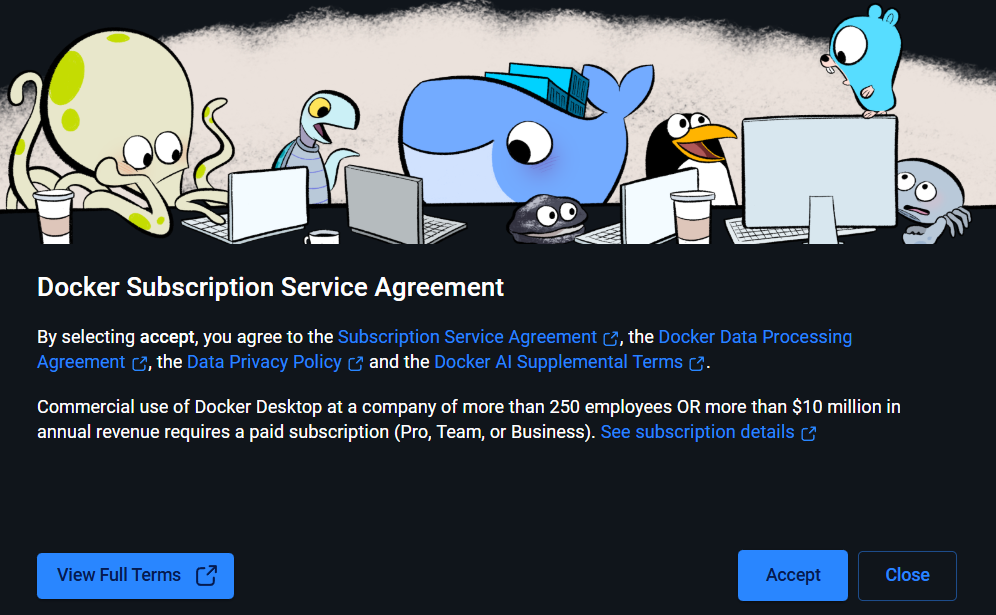 Docker Subscription Service Agreement
By selecting accept, you agree to the Subscription Service Agreement, the Docker Data Processing
Agreement, the Data Privacy Policy and the Docker AI Supplemental Terms.
Commercial use of Docker Desktop at a company of more than 250 employees OR more than $10 million in
annual revenue requires a paid subscription (Pro, Team, or Business). See subscription details
View Full Terms
Accept
Close